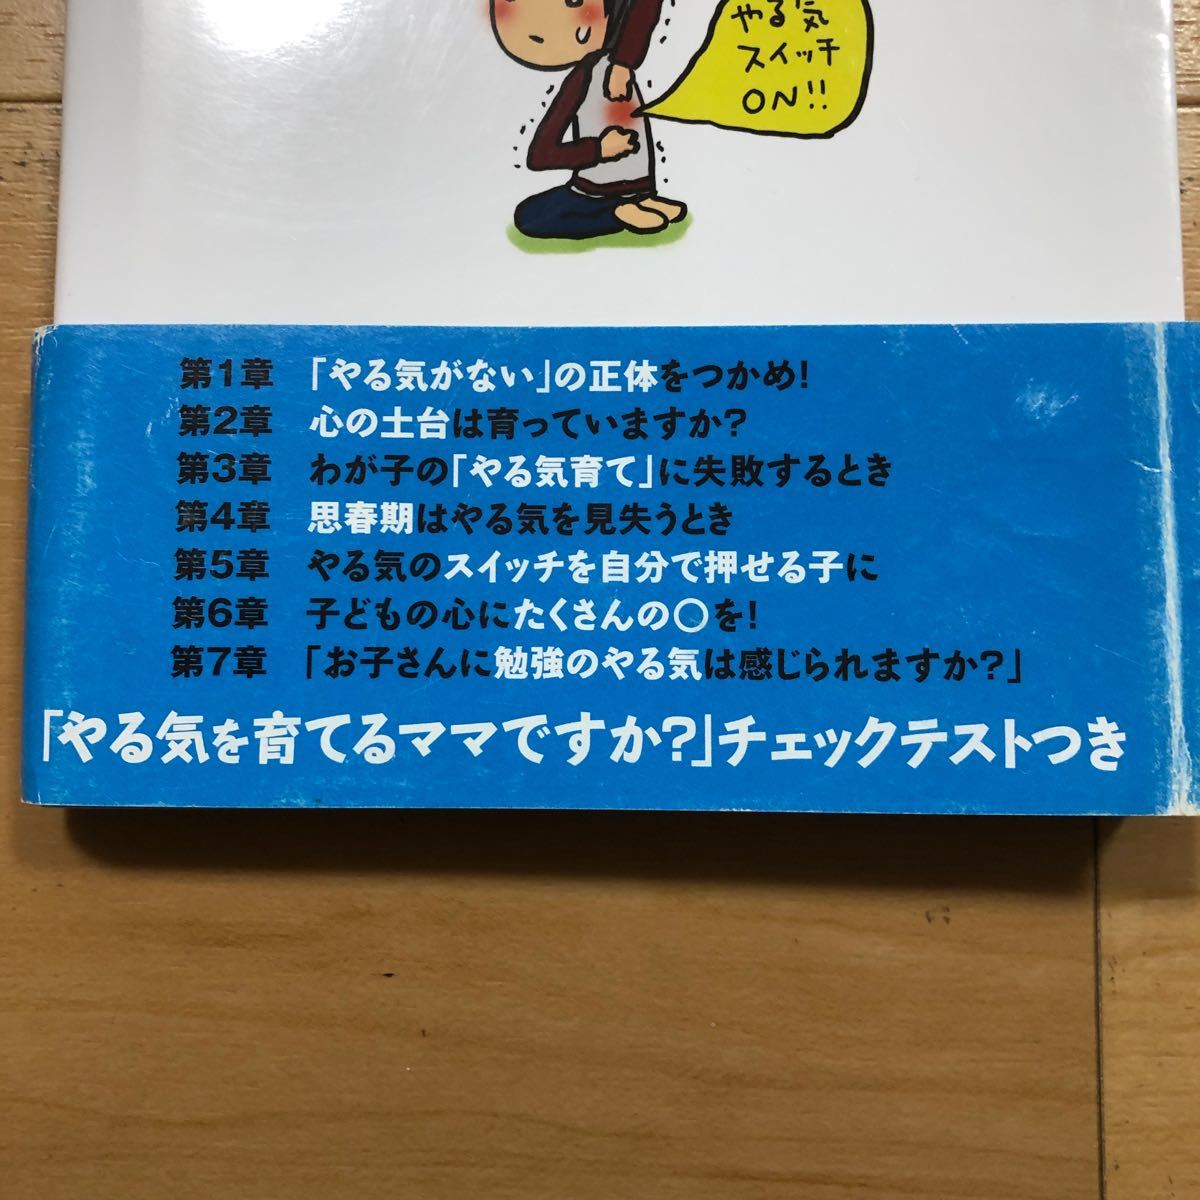 やる気
スイッチ
ON!!
第1章 「やる気がない」の正体をつかめ!
第2章 心の土台は育っていますか?
第3章 わが子の「やる気育て」に失敗するとき
第4章 思春期はやる気を見失うとき
第5章 やる気のスイッチを自分で押せる子に
第6章 子どもの心にたくさんの○を!
第7章 「お子さんに勉強のやる気は感じられますか?」
「やる気を育てるママですか?」チェックテストつき